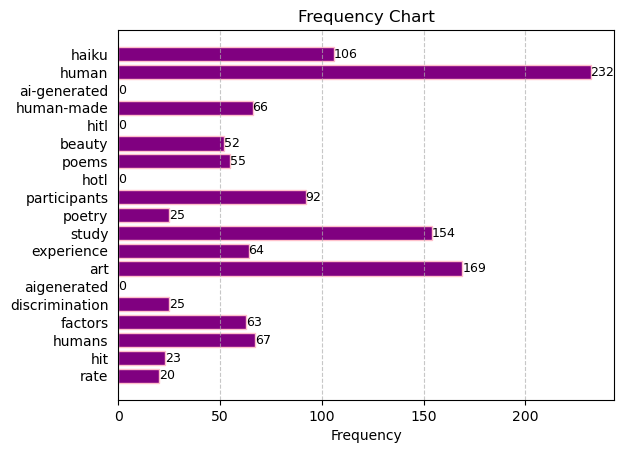 Frequency Chart
haiku 106
human 232
ai-generated 0
human-made 66
hitl 0
beauty 52
poems 55
hotl 0
participants 92
poetry 25
study 154
experience 64
art 169
aigenerated 0
discrimination 25
factors 63
humans 67
hit 23
rate 20
0 50 100 150 200
Frequency